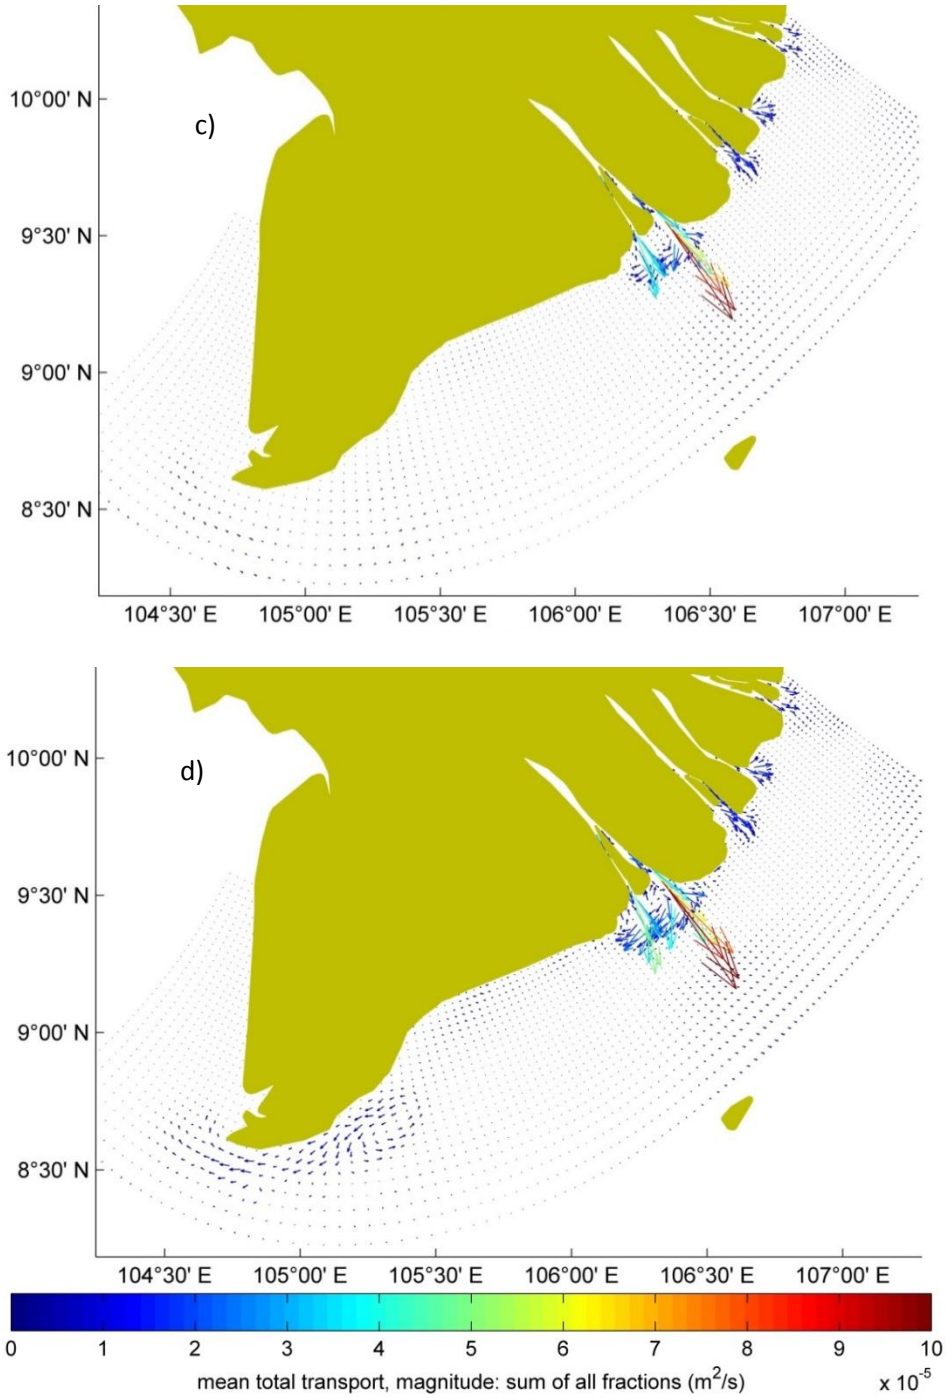 c)
10°00' N
9°30' N
9°00' N
8°30' N
104°30' E 105°00' E 105°30' E 106°00' E 106°30' E 107°00' E
d)
10°00' N
9°30' N
9°00' N
8°30' N
104°30' E 105°00' E 105°30' E 106°00' E 106°30' E 107°00' E
0 1 2 3 4 5 6 7 8 9 10
mean total transport, magnitude: sum of all fractions (m²/s) x 10⁻⁵